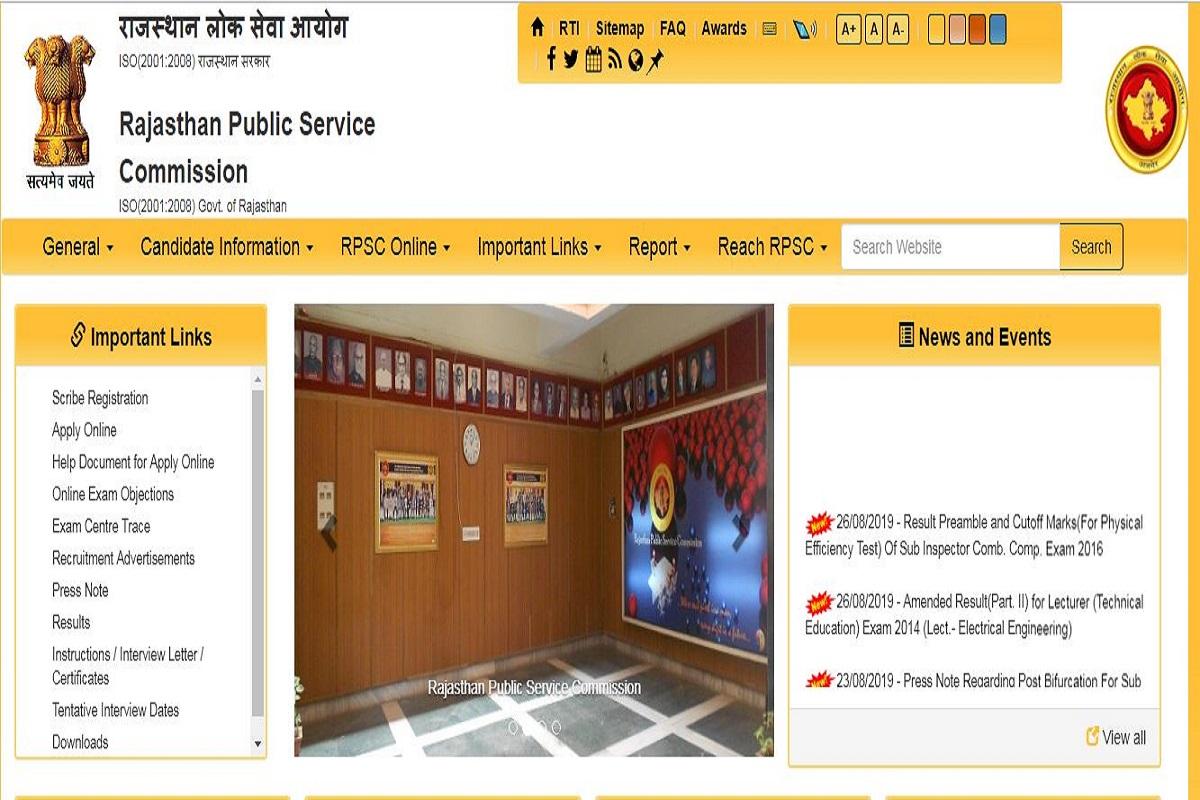 राजस्थान लोक सेवा आयोग
ISO(2001:2008) राजस्थान सरकार
Rajasthan Public Service
Commission
ISO(2001:2008) Govt. of Rajasthan
सत्यमेव जयते
RTI Sitemap FAQ Awards A+ A A-
General Candidate Information RPSC Online Important Links Report Reach RPSC Search Website Search
Important Links
Scribe Registration
Apply Online
Help Document for Apply Online
Online Exam Objections
Exam Centre Trace
Recruitment Advertisements
Press Note
Results
Instructions / Interview Letter /
Certificates
Tentative Interview Dates
Downloads
Rajasthan Public Service Commission
Rajasthan Public Service Commission
News and Events
New 26/08/2019 - Result Preamble and Cutoff Marks(For Physical
Efficiency Test) Of Sub Inspector Comb. Comp. Exam 2016
New 26/08/2019 - Amended Result(Part. II) for Lecturer (Technical
Education) Exam 2014 (Lect.- Electrical Engineering)
23/08/2019 - Press Note Regarding Post Bifurcation For Sub
View all